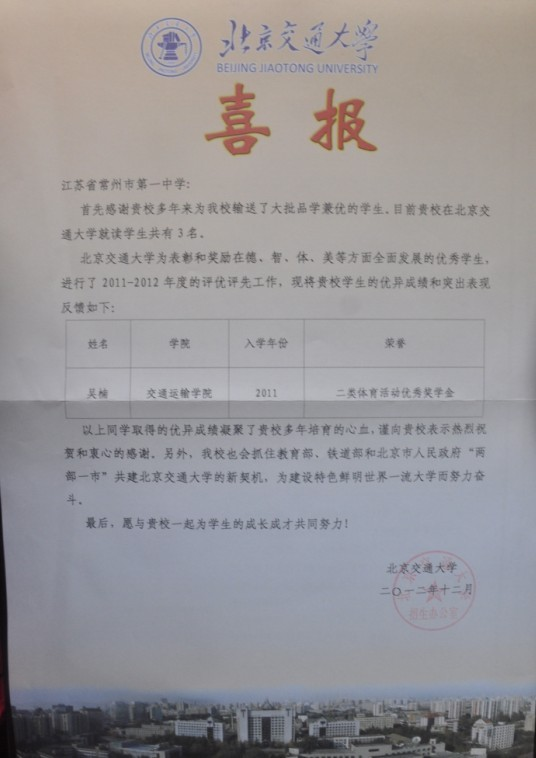 北京交通大学
BEIJING JIAOTONG UNIVERSITY
喜报
江苏省常州市第一中学：
首先感谢贵校多年来为我校输送了大批品学兼优的学生。目前贵校在北京交
通大学就读学生共有3名。
北京交通大学为表彰和奖励在德、智、体、美等方面全面发展的优秀学生，
进行了2011-2012年度的评优评先工作，现将贵校学生的优异成绩和突出表现
反馈如下：
姓名 学院 入学年份 荣誉
吴楠 交通运输学院 2011 二类体育活动优秀奖学金
以上同学取得的优异成绩凝聚了贵校多年培育的心血，谨向贵校表示热烈祝
贺和衷心的感谢。另外，我校也会抓住教育部、铁道部和北京市人民政府“两
部一市”共建北京交通大学的新契机，为建设特色鲜明世界一流大学而努力奋
斗。
最后，愿与贵校一起为学生的成长成才共同努力！
北京交通大学
二〇一二年十二月
招生办公室